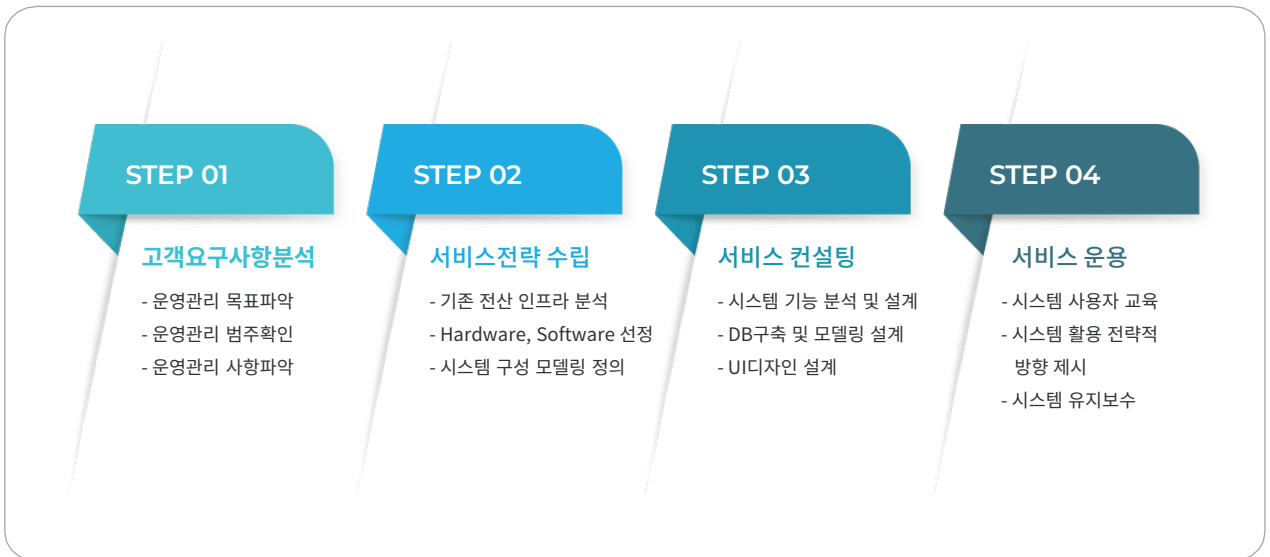 STEP 01
고객요구사항분석
- 운영관리 목표파악
- 운영관리 범주확인
- 운영관리 사항파악
STEP 02
서비스전략 수립
- 기존 전산 인프라 분석
- Hardware, Software 선정
- 시스템 구성 모델링 정의
STEP 03
서비스 컨설팅
- 시스템 기능 분석 및 설계
- DB구축 및 모델링 설계
- UI디자인 설계
STEP 04
서비스 운용
- 시스템 사용자 교육
- 시스템 활용 전략적
방향 제시
- 시스템 유지보수